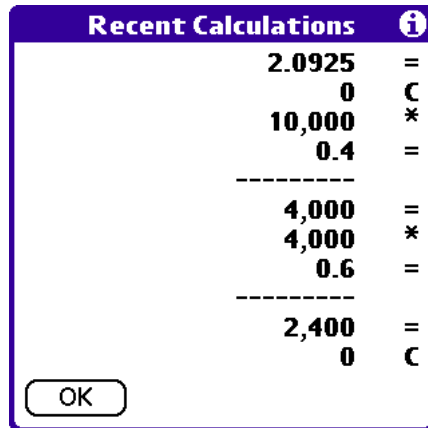 Recent Calculations i
2.0925 =
0 C
10,000 *
0.4 =
---------
4,000 =
4,000 *
0.6 =
---------
2,400 =
0 C
OK